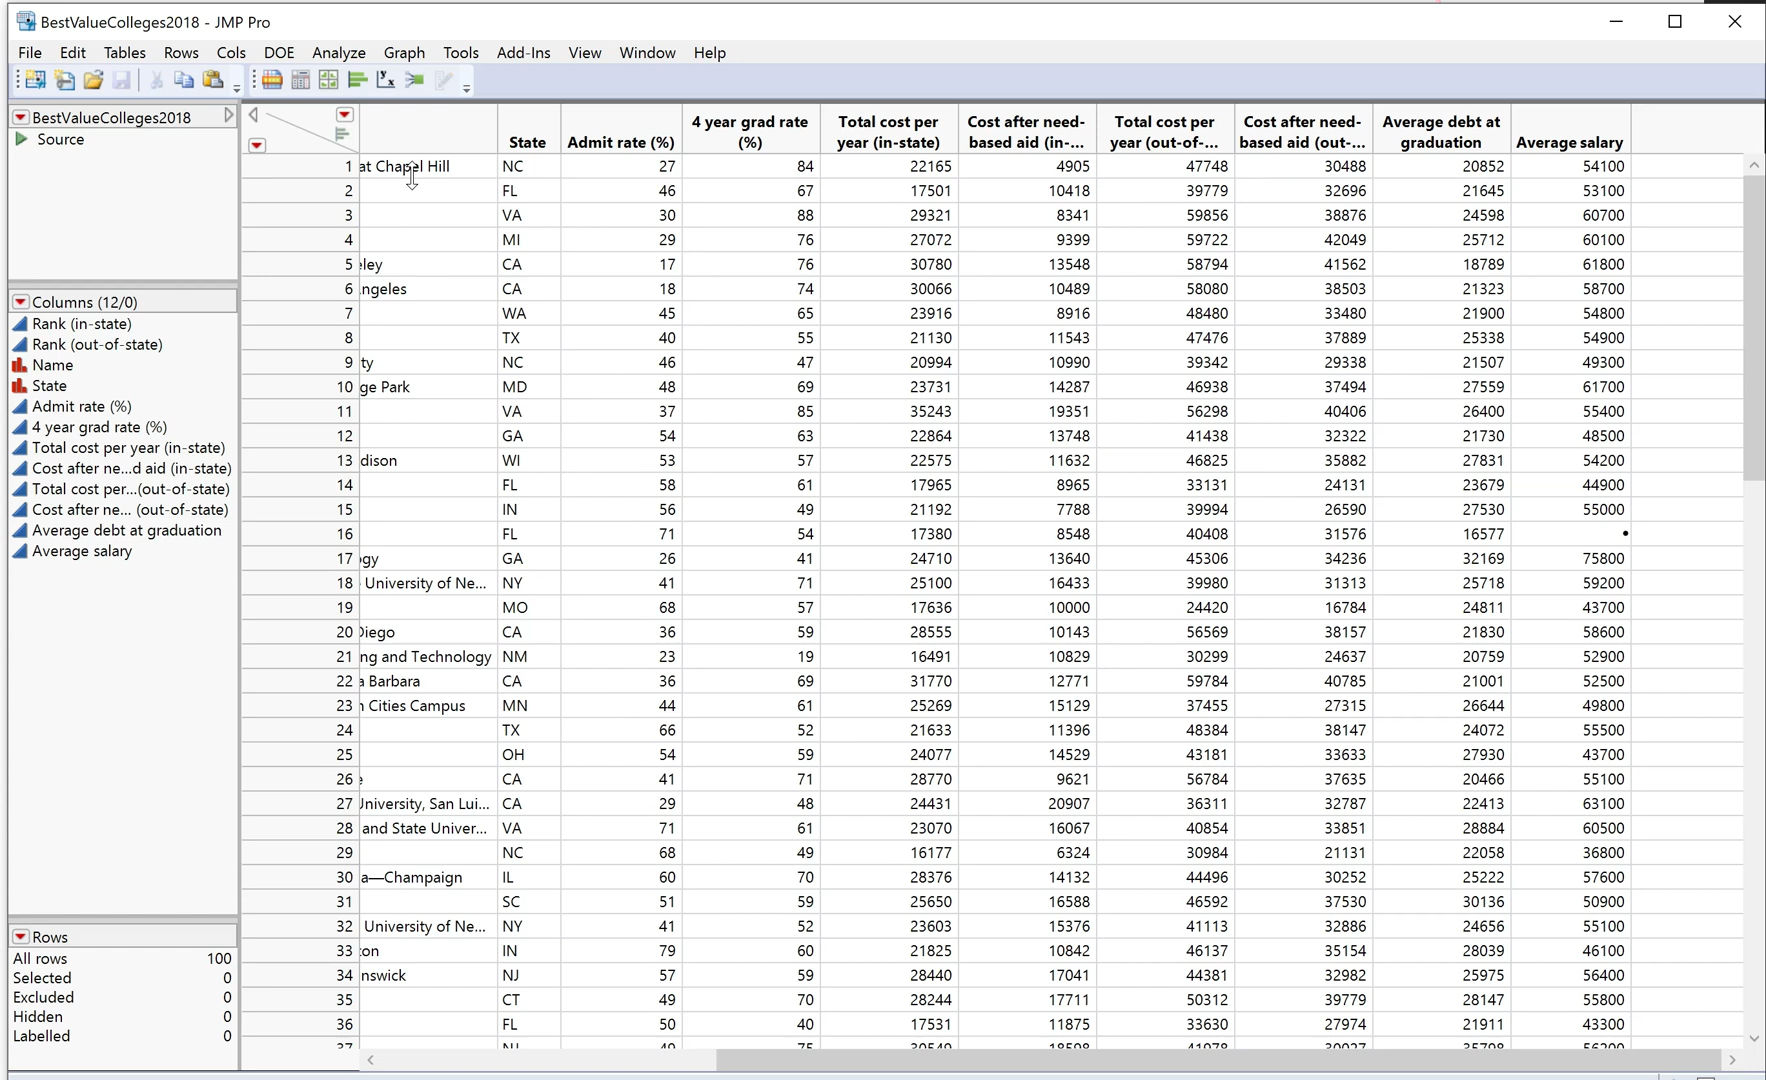 BestValueColleges2018 - JMP Pro
File Edit Tables Rows Cols DOE Analyze Graph Tools Add-Ins View Window Help
BestValueColleges2018
Source
Columns (12/0)
Rank (in-state)
Rank (out-of-state)
Name
State
Admit rate (%)
4 year grad rate (%)
Total cost per year (in-state)
Cost after ne...d aid (in-state)
Total cost per...(out-of-state)
Cost after ne... (out-of-state)
Average debt at graduation
Average salary
Rows
All rows 100
Selected 0
Excluded 0
Hidden 0
Labelled 0
State Admit rate (%) 4 year grad rate (%) Total cost per year (in-state) Cost after need-based aid (in-... Total cost per year (out-of-... Cost after need-based aid (out-... Average debt at graduation Average salary
1 at Chapel Hill NC 27 84 22165 4905 47748 30488 20852 54100
2 FL 46 67 17501 10418 39779 32696 21645 53100
3 VA 30 88 29321 8341 59856 38876 24598 60700
4 MI 29 76 27072 9399 59722 42049 25712 60100
5 eley CA 17 76 30780 13548 58794 41562 18789 61800
6 ngeles CA 18 74 30066 10489 58080 38503 21323 58700
7 WA 45 65 23916 8916 48480 33480 21900 54800
8 TX 40 55 21130 11543 47476 37889 25338 54900
9 ty NC 46 47 20994 10990 39342 29338 21507 49300
10 ge Park MD 48 69 23731 14287 46938 37494 27559 61700
11 VA 37 85 35243 19351 56298 40406 26400 55400
12 GA 54 63 22864 13748 41438 32322 21730 48500
13 dison WI 53 57 22575 11632 46825 35882 27831 54200
14 FL 58 61 17965 8965 33131 24131 23679 44900
15 IN 56 49 21192 7788 39994 26590 27530 55000
16 FL 71 54 17380 8548 40408 31576 16577 •
17 ogy GA 26 41 24710 13640 45306 34236 32169 75800
18 University of Ne... NY 41 71 25100 16433 39980 31313 25718 59200
19 MO 68 57 17636 10000 24420 16784 24811 43700
20 Diego CA 36 59 28555 10143 56569 38157 21830 58600
21 ng and Technology NM 23 19 16491 10829 30299 24637 20759 52900
22 a Barbara CA 36 69 31770 12771 59784 40785 21001 52500
23 n Cities Campus MN 44 61 25269 15129 37455 27315 26644 49800
24 TX 66 52 21633 11396 48384 38147 24072 55500
25 OH 54 59 24077 14529 43181 33633 27930 43700
26 e CA 41 71 28770 9621 56784 37635 20466 55100
27 University, San Lui... CA 29 48 24431 20907 36311 32787 22413 63100
28 and State Univer... VA 71 61 23070 16067 40854 33851 28884 60500
29 NC 68 49 16177 6324 30984 21131 22058 36800
30 a—Champaign IL 60 70 28376 14132 44496 30252 25222 57600
31 SC 51 59 25650 16588 46592 37530 30136 50900
32 University of Ne... NY 41 52 23603 15376 41113 32886 24656 55100
33 ton IN 79 60 21825 10842 46137 35154 28039 46100
34 nswick NJ 57 59 28440 17041 44381 32982 25975 56400
35 CT 49 70 28244 17711 50312 39779 28147 55800
36 FL 50 40 17531 11875 33630 27974 21911 43300